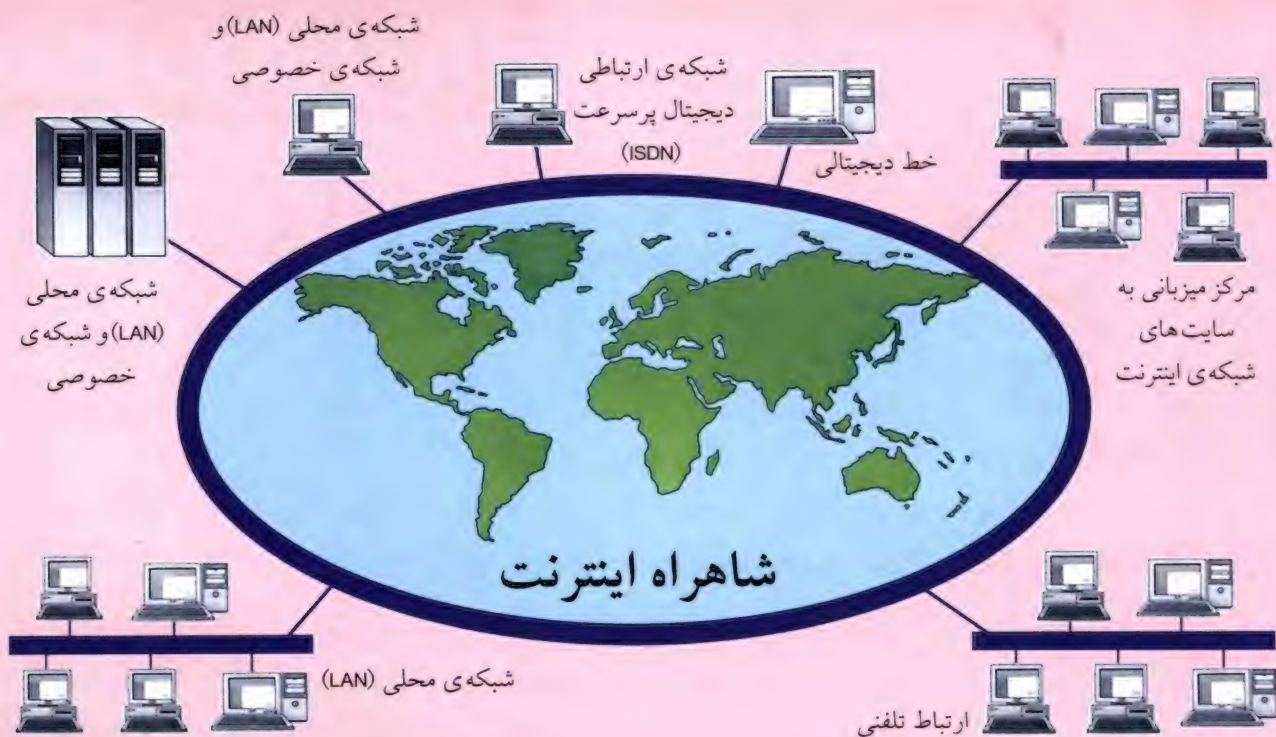 شبکه‌ی محلی (LAN) و
شبکه‌ی خصوصی
شبکه‌ی ارتباطی
دیجیتال پرسرعت
(ISDN)
خط دیجیتالی
شبکه‌ی محلی
(LAN) و شبکه‌ی
خصوصی
مرکز میزبانی به
سایت‌های
شبکه‌ی اینترنت
شاهراه اینترنت
شبکه‌ی محلی (LAN)
ارتباط تلفنی